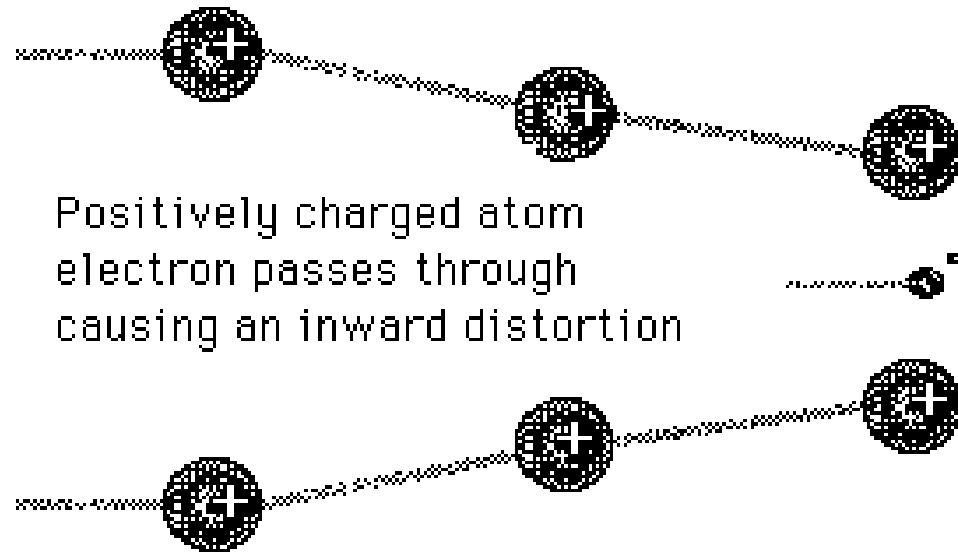 Positively charged atom
electron passes through
causing an inward distortion